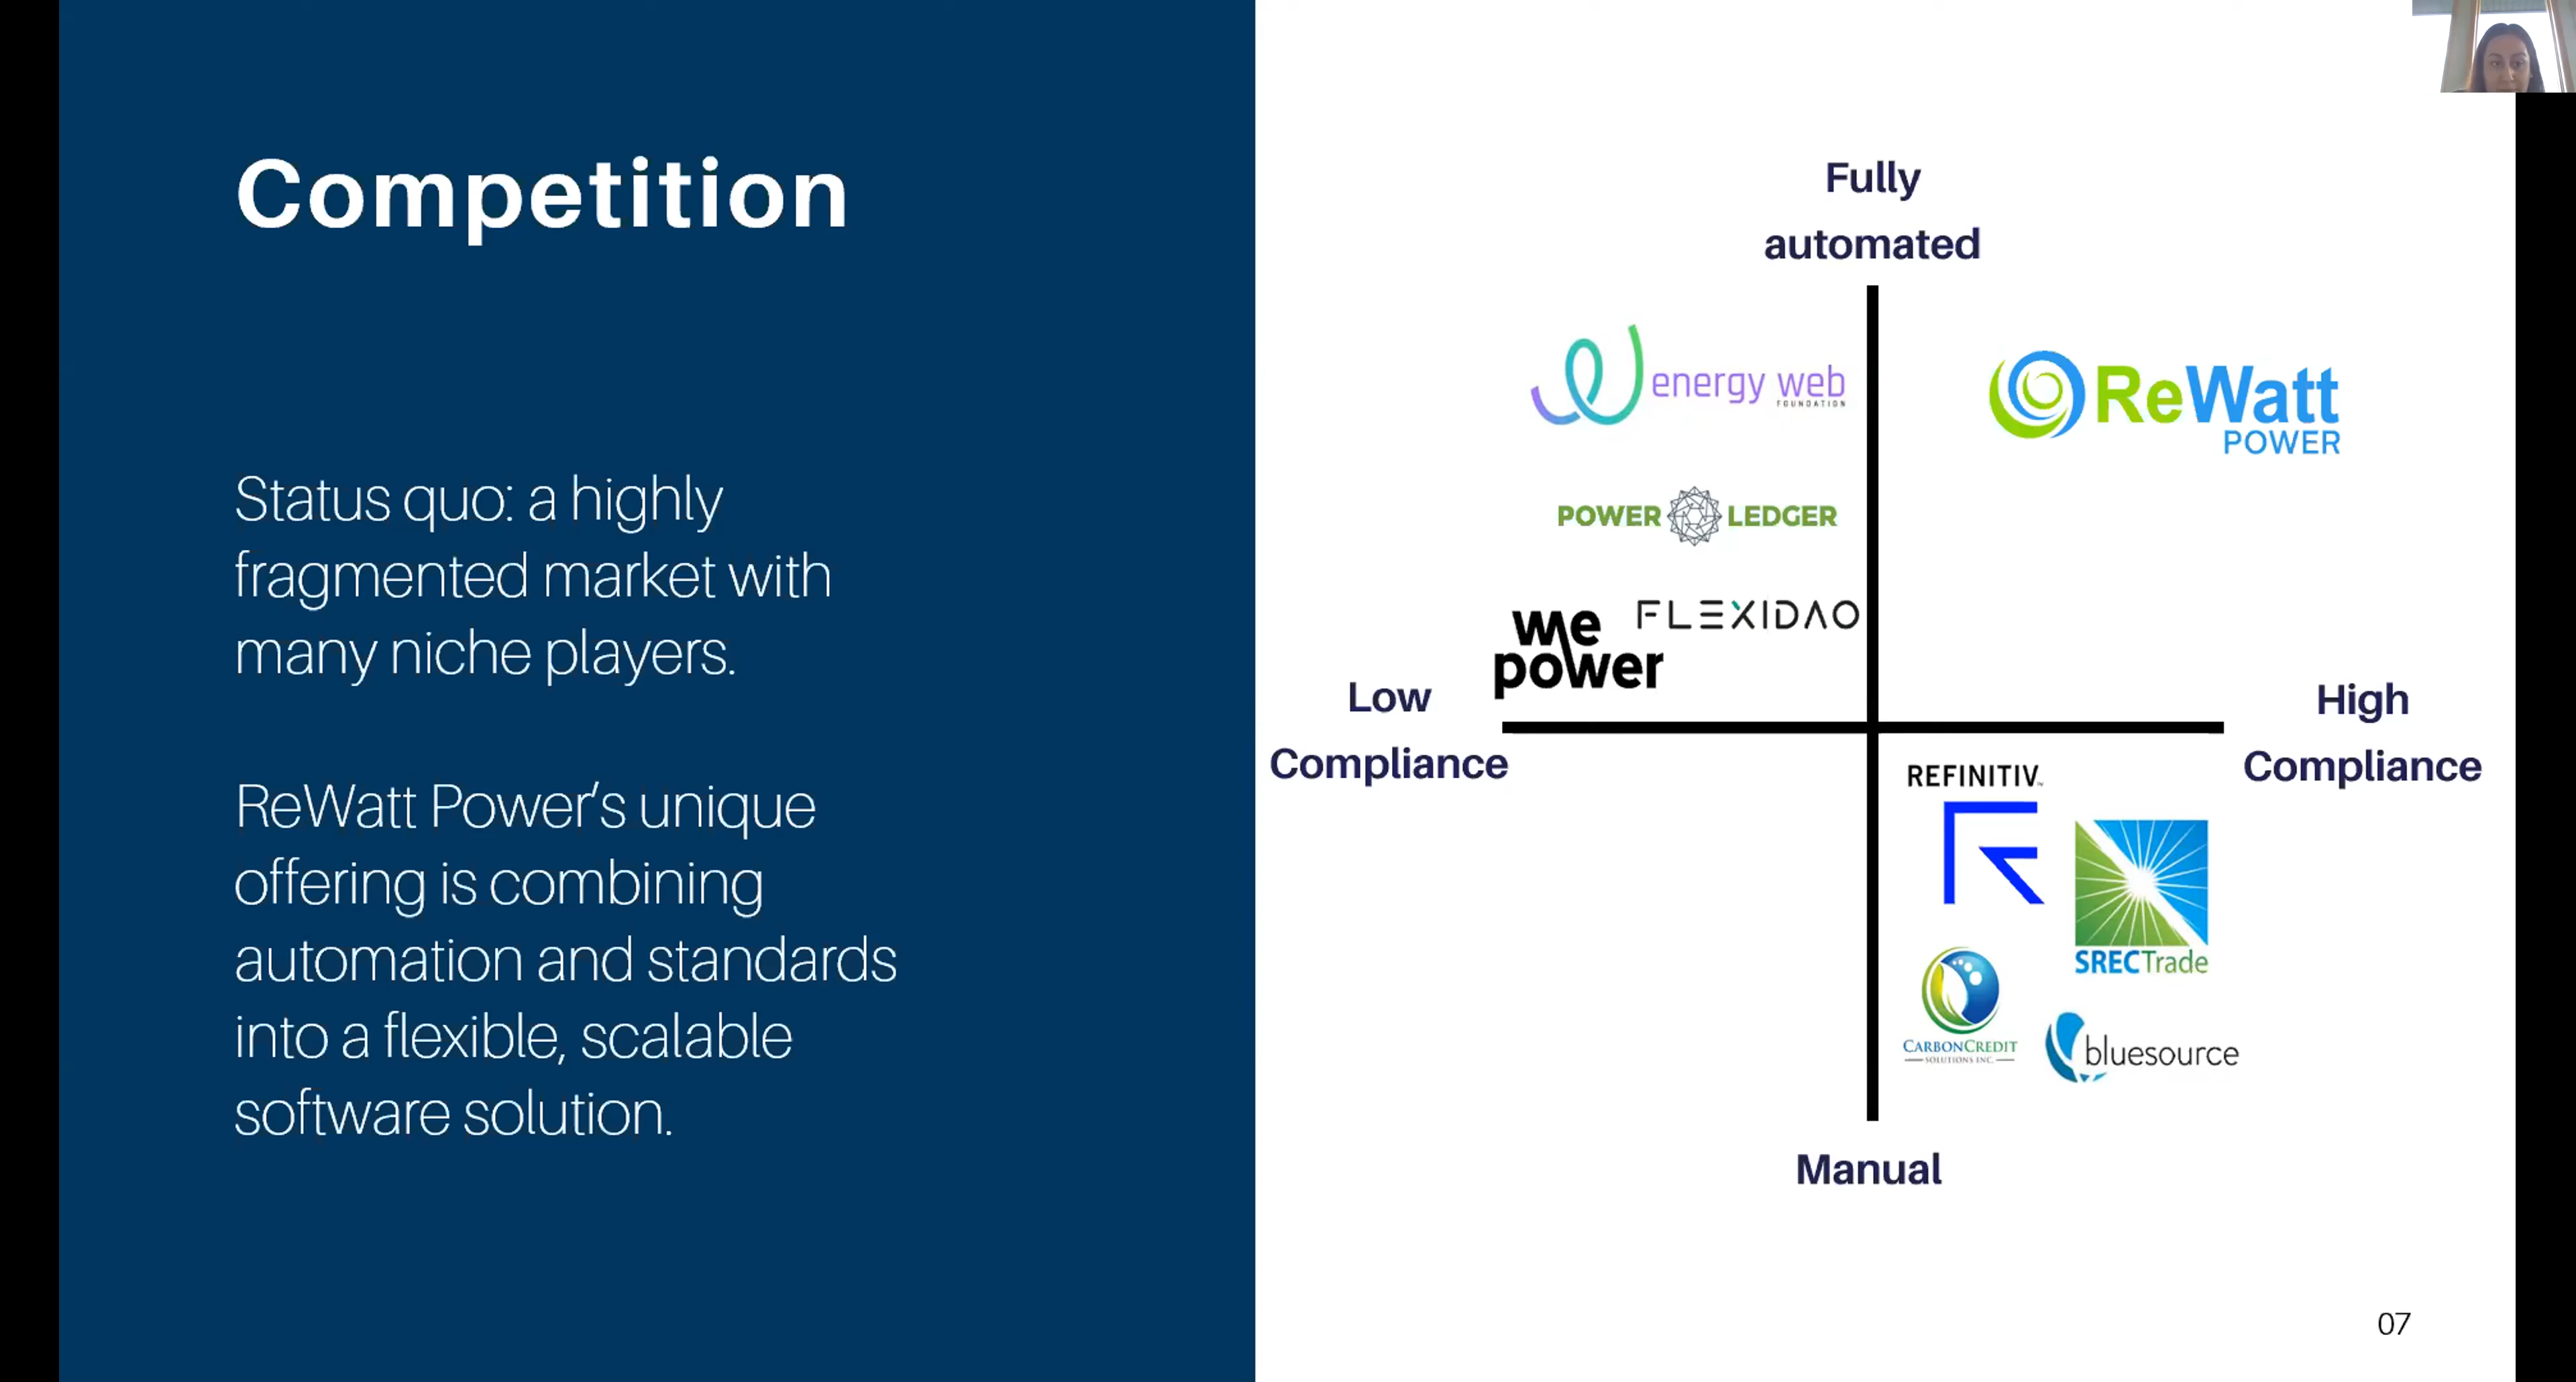 Competition
Status quo: a highly
fragmented market with
many niche players.
ReWatt Power's unique
offering is combining
automation and standards
into a flexible, scalable
software solution.
Fully
automated
energy web
FOUNDATION
ReWatt
POWER
POWER LEDGER
FLEXIDAO
we
power
Low
Compliance
High
Compliance
REFINITIV
SRECTrade
CARBONCREDIT
SOLUTIONS INC.
bluesource
Manual
07